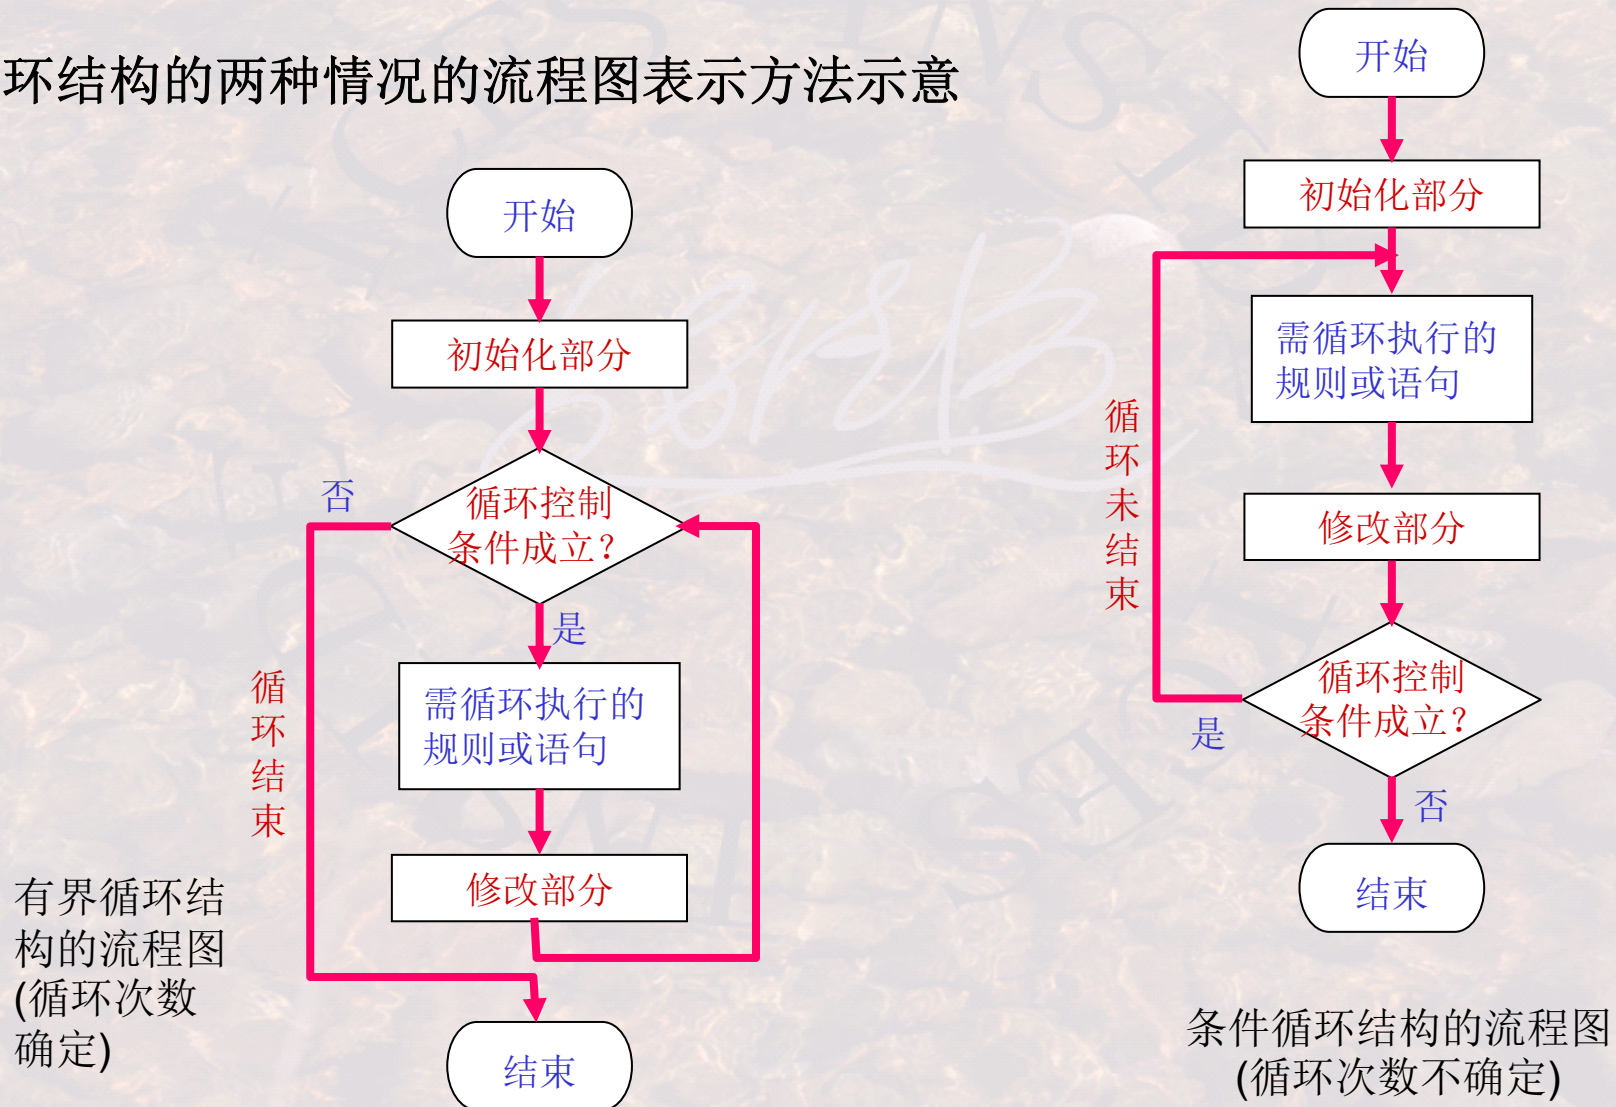 环结构的两种情况的流程图表示方法示意
开始
初始化部分
循环控制
条件成立？
否
是
需循环执行的
规则或语句
修改部分
循
环
结
束
结束
有界循环结
构的流程图
(循环次数
确定)
开始
初始化部分
需循环执行的
规则或语句
修改部分
循环控制
条件成立？
循
环
未
结
束
是
否
结束
条件循环结构的流程图
(循环次数不确定)